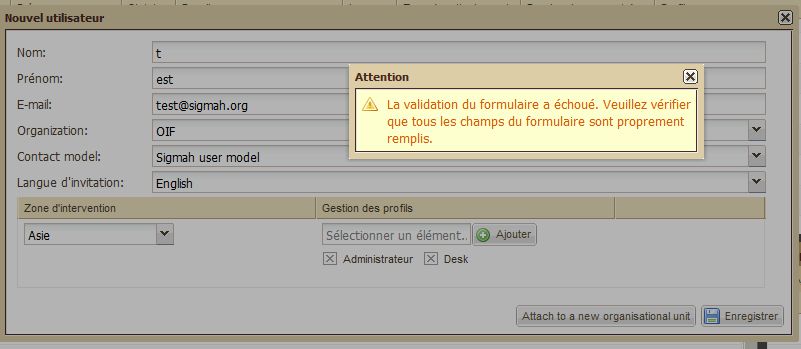 Nouvel utilisateur
Nom: t
Prénom: est
E-mail: test@sigmah.org
Organization: OIF
Contact model: Sigmah user model
Langue d'invitation: English
Attention
La validation du formulaire a échoué. Veuillez vérifier
que tous les champs du formulaire sont proprement
remplis.
Zone d'intervention Gestion des profils
Asie Sélectionner un élément... Ajouter
Administrateur Desk
Attach to a new organisational unit Enregistrer